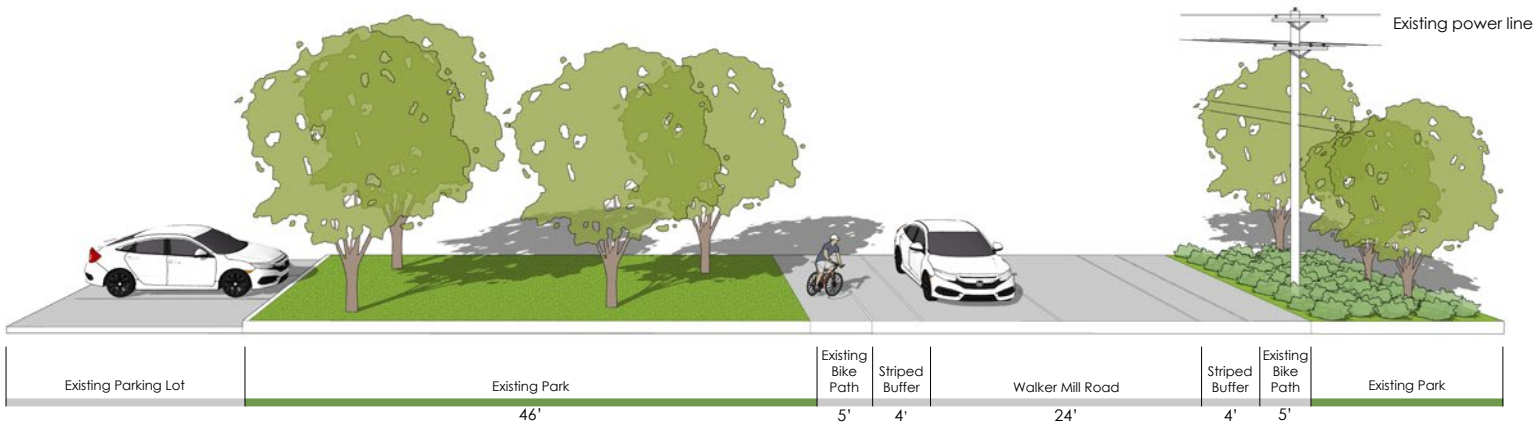 Existing power line
Existing Parking Lot
Existing Park
Existing
Bike
Path
Striped
Buffer
Walker Mill Road
Striped
Buffer
Existing
Bike
Path
Existing Park
46'
5'
4'
24'
4'
5'